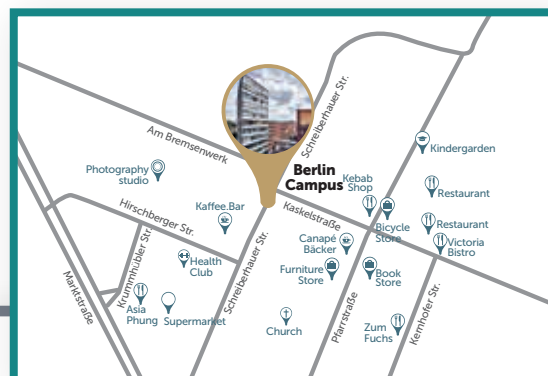 Am Bremsenwerk
Schreiberhauer Str.
Kindergarden
Photography
studio
Berlin
Campus
Kebab
Shop
Restaurant
Hirschberger Str.
Kaffee.Bar
Kaskelstraße
Bicycle
Store
Restaurant
Victoria
Bistro
Canapé
Bäcker
Krummhübler Str.
Health
Club
Schreiberhauer Str.
Furniture
Store
Book
Store
Marktstraße
Asia
Phung
Supermarket
Church
Pfarrstraße
Zum
Fuchs
Kernhofer Str.